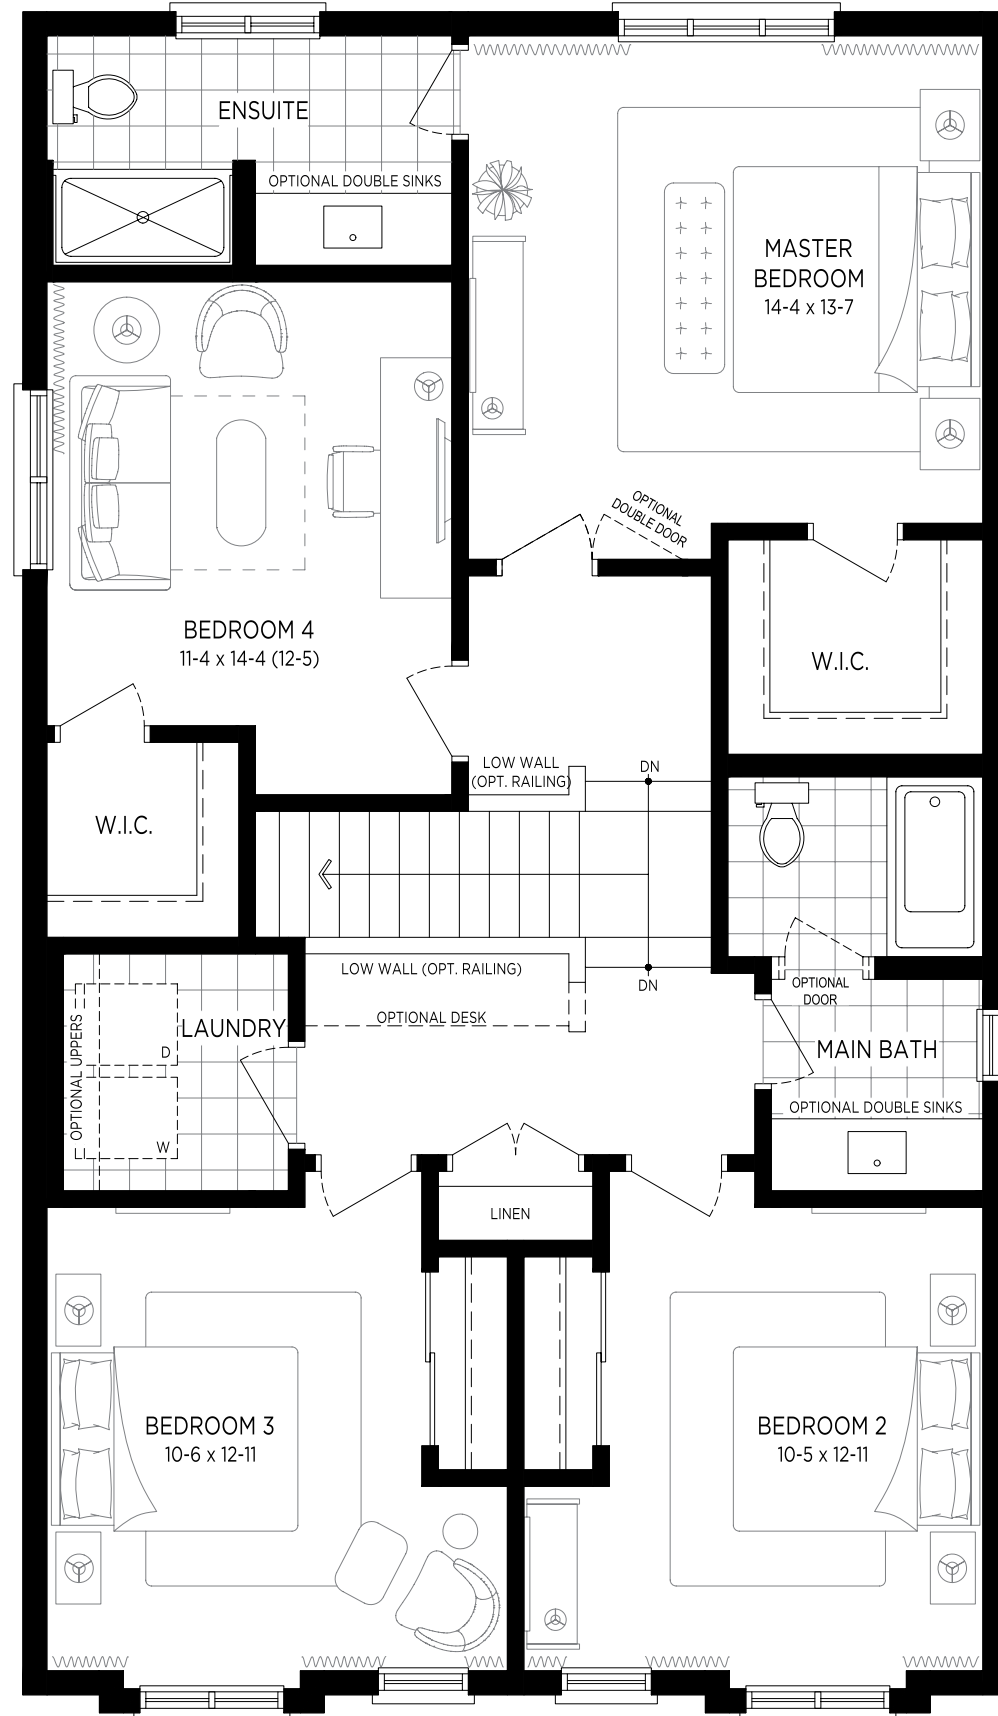 ENSUITE
OPTIONAL DOUBLE SINKS
MASTER
BEDROOM
14-4 x 13-7
OPTIONAL
DOUBLE DOOR
BEDROOM 4
11-4 x 14-4 (12-5)
W.I.C.
LOW WALL
(OPT. RAILING)
DN
W.I.C.
LOW WALL (OPT. RAILING)
DN
OPTIONAL
DOOR
OPTIONAL DESK
LAUNDRY
OPTIONAL UPPERS
D
W
MAIN BATH
OPTIONAL DOUBLE SINKS
LINEN
BEDROOM 3
10-6 x 12-11
BEDROOM 2
10-5 x 12-11